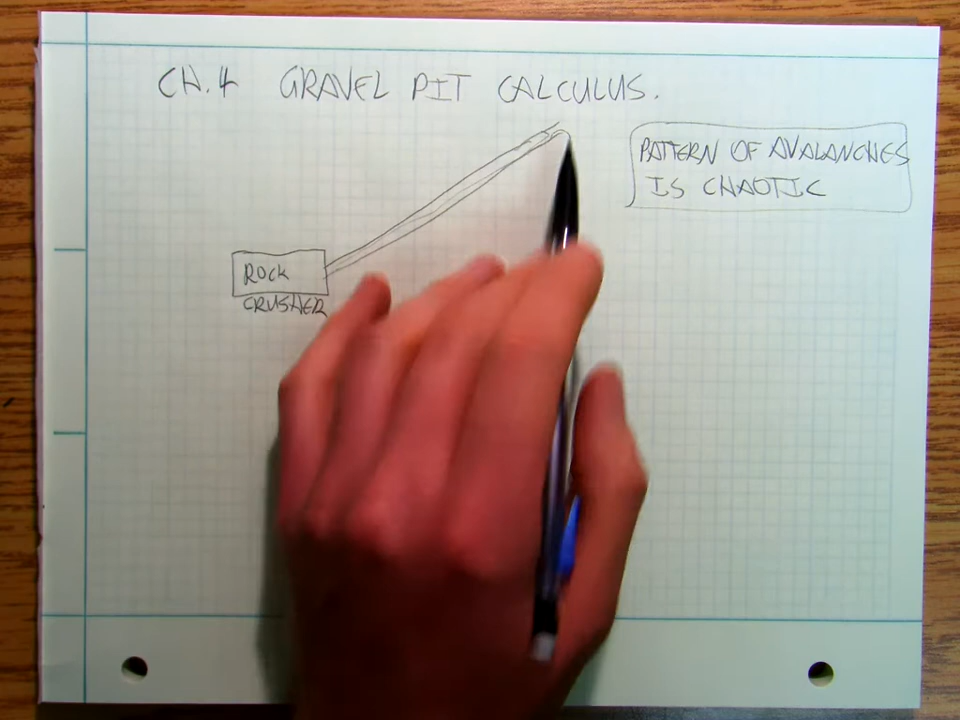 CH.4 GRAVEL PIT CALCULUS.
PATTERN OF AVALANCHES
IS CHAOTIC
ROCK
CRUSHER